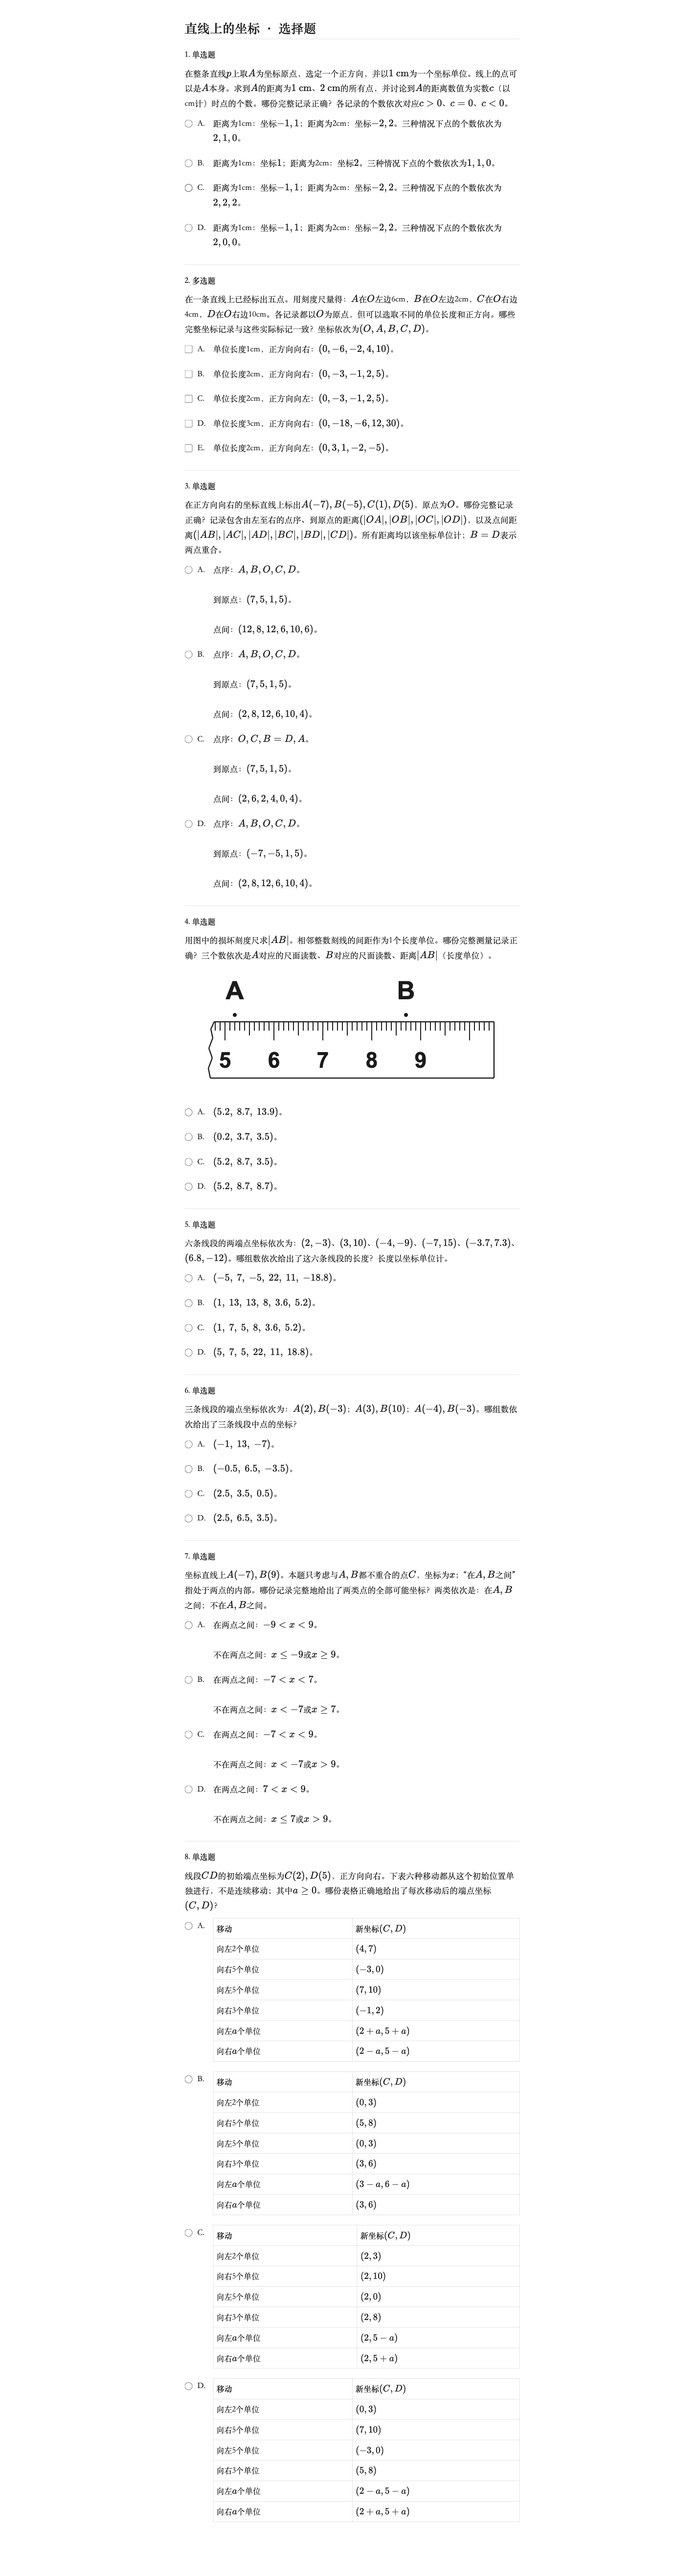 直线上的坐标 · 选择题
1. 单选题
在整条直线p上取A为坐标原点，选定一个正方向，并以1 cm为一个坐标单位。线上的点可
以是A本身。求到A的距离为1 cm、2 cm的所有点，并讨论到A的距离数值为实数c（以
cm计）时点的个数。哪份完整记录正确？各记录的个数依次对应c > 0、c = 0、c < 0。
A. 距离为1cm：坐标−1, 1；距离为2cm：坐标−2, 2。三种情况下点的个数依次为
2, 1, 0。
B. 距离为1cm：坐标1；距离为2cm：坐标2。三种情况下点的个数依次为1, 1, 0。
C. 距离为1cm：坐标−1, 1；距离为2cm：坐标−2, 2。三种情况下点的个数依次为
2, 2, 2。
D. 距离为1cm：坐标−1, 1；距离为2cm：坐标−2, 2。三种情况下点的个数依次为
2, 0, 0。
2. 多选题
在一条直线上已经标出五点。用刻度尺量得：A在O左边6cm，B在O左边2cm，C在O右边
4cm，D在O右边10cm。各记录都以O为原点，但可以选取不同的单位长度和正方向。哪些
完整坐标记录与这些实际标记一致？坐标依次为(O, A, B, C, D)。
A. 单位长度1cm，正方向向右：(0, −6, −2, 4, 10)。
B. 单位长度2cm，正方向向右：(0, −3, −1, 2, 5)。
C. 单位长度2cm，正方向向左：(0, −3, −1, 2, 5)。
D. 单位长度3cm，正方向向右：(0, −18, −6, 12, 30)。
E. 单位长度2cm，正方向向左：(0, 3, 1, −2, −5)。
3. 单选题
在正方向向右的坐标直线上标出A(−7), B(−5), C(1), D(5)，原点为O。哪份完整记录
正确？记录包含由左至右的点序、到原点的距离(|OA|, |OB|, |OC|, |OD|)，以及点间距
离(|AB|, |AC|, |AD|, |BC|, |BD|, |CD|)。所有距离均以该坐标单位计；B = D表示
两点重合。
A. 点序：A, B, O, C, D。
到原点：(7, 5, 1, 5)。
点间：(12, 8, 12, 6, 10, 6)。
B. 点序：A, B, O, C, D。
到原点：(7, 5, 1, 5)。
点间：(2, 8, 12, 6, 10, 4)。
C. 点序：O, C, B = D, A。
到原点：(7, 5, 1, 5)。
点间：(2, 6, 2, 4, 0, 4)。
D. 点序：A, B, O, C, D。
到原点：(−7, −5, 1, 5)。
点间：(2, 8, 12, 6, 10, 4)。
4. 单选题
用图中的损坏刻度尺求|AB|。相邻整数刻线的间距作为1个长度单位。哪份完整测量记录正
确？三个数依次是A对应的尺面读数、B对应的尺面读数、距离|AB|（长度单位）。
A B
5 6 7 8 9
A. (5.2, 8.7, 13.9)。
B. (0.2, 3.7, 3.5)。
C. (5.2, 8.7, 3.5)。
D. (5.2, 8.7, 8.7)。
5. 单选题
六条线段的两端点坐标依次为：(2, −3)、(3, 10)、(−4, −9)、(−7, 15)、(−3.7, 7.3)、
(6.8, −12)。哪组数依次给出了这六条线段的长度？长度以坐标单位计。
A. (−5, 7, −5, 22, 11, −18.8)。
B. (1, 13, 13, 8, 3.6, 5.2)。
C. (1, 7, 5, 8, 3.6, 5.2)。
D. (5, 7, 5, 22, 11, 18.8)。
6. 单选题
三条线段的端点坐标依次为：A(2), B(−3)；A(3), B(10)；A(−4), B(−3)。哪组数依
次给出了三条线段中点的坐标？
A. (−1, 13, −7)。
B. (−0.5, 6.5, −3.5)。
C. (2.5, 3.5, 0.5)。
D. (2.5, 6.5, 3.5)。
7. 单选题
坐标直线上A(−7), B(9)。本题只考虑与A, B都不重合的点C，坐标为x；“在A, B之间”
指处于两点的内部。哪份记录完整地给出了两类点的全部可能坐标？两类依次是：在A, B
之间；不在A, B之间。
A. 在两点之间：−9 < x < 9。
不在两点之间：x ≤ −9或x ≥ 9。
B. 在两点之间：−7 < x < 7。
不在两点之间：x < −7或x ≥ 7。
C. 在两点之间：−7 < x < 9。
不在两点之间：x < −7或x > 9。
D. 在两点之间：7 < x < 9。
不在两点之间：x ≤ 7或x > 9。
8. 单选题
线段CD的初始端点坐标为C(2), D(5)，正方向向右。下表六种移动都从这个初始位置单
独进行，不是连续移动；其中a ≥ 0。哪份表格正确地给出了每次移动后的端点坐标
(C, D)？
A. 移动 新坐标(C, D)
向左2个单位 (4, 7)
向右5个单位 (−3, 0)
向左5个单位 (7, 10)
向右3个单位 (−1, 2)
向左a个单位 (2 + a, 5 + a)
向右a个单位 (2 − a, 5 − a)
B. 移动 新坐标(C, D)
向左2个单位 (0, 3)
向右5个单位 (5, 8)
向左5个单位 (0, 3)
向右3个单位 (3, 6)
向左a个单位 (3 − a, 6 − a)
向右a个单位 (3, 6)
C. 移动 新坐标(C, D)
向左2个单位 (2, 3)
向右5个单位 (2, 10)
向左5个单位 (2, 0)
向右3个单位 (2, 8)
向左a个单位 (2, 5 − a)
向右a个单位 (2, 5 + a)
D. 移动 新坐标(C, D)
向左2个单位 (0, 3)
向右5个单位 (7, 10)
向左5个单位 (−3, 0)
向右3个单位 (5, 8)
向左a个单位 (2 − a, 5 − a)
向右a个单位 (2 + a, 5 + a)